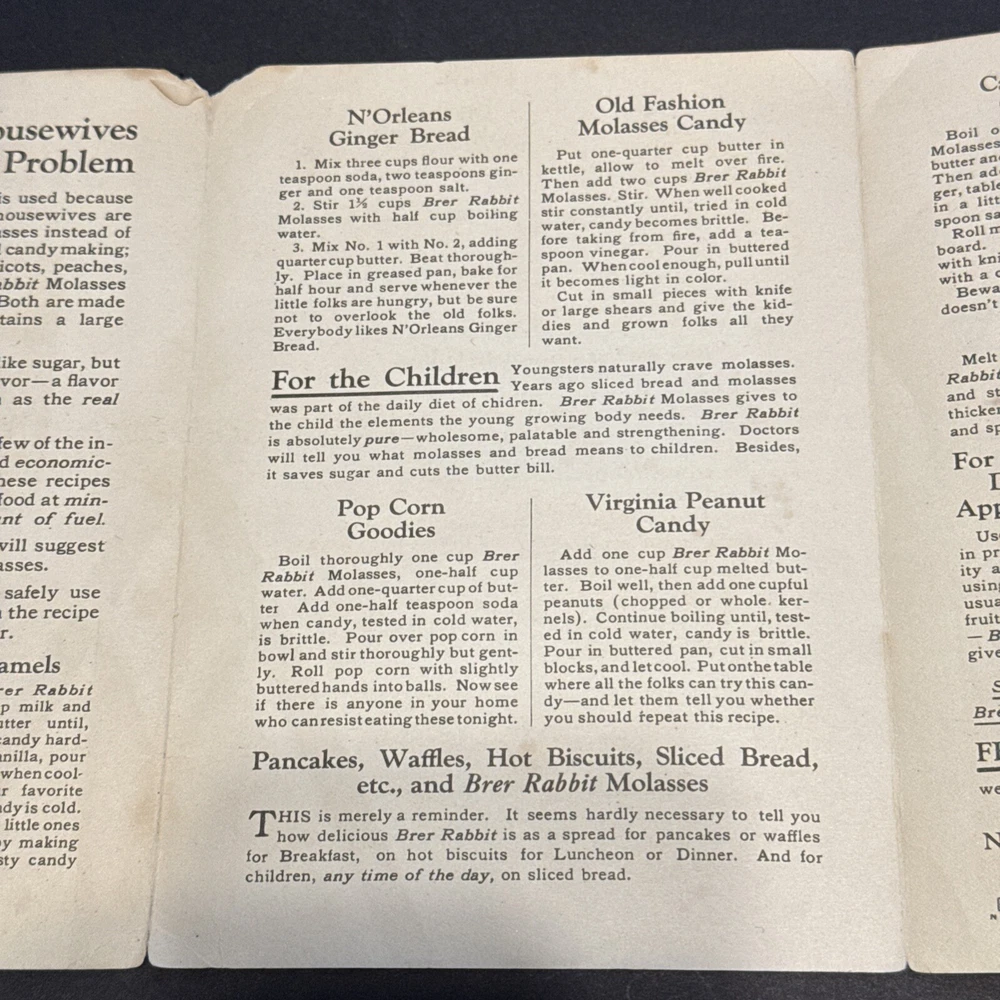 ousewives
Problem
is used because
housewives are
sses instead of
candy making;
icots, peaches,
bbit Molasses
Both are made
tains a large
like sugar, but
vor—a flavor
as the real
few of the in-
d economic-
hese recipes
food at min-
nt of fuel.
will suggest
asses.
safely use
the recipe
r.
amels
rer Rabbit
p milk and
utter until,
candy hard-
anilla, pour
when cool-
r favorite
dy is cold.
little ones
by making
sty candy
N'Orleans
Ginger Bread
1. Mix three cups flour with one
teaspoon soda, two teaspoons gin-
ger and one teaspoon salt.
2. Stir 1⅓ cups Brer Rabbit
Molasses with half cup boiling
water.
3. Mix No. 1 with No. 2, adding
quarter cup butter. Beat thorough-
ly. Place in greased pan, bake for
half hour and serve whenever the
little folks are hungry, but be sure
not to overlook the old folks.
Everybody likes N'Orleans Ginger
Bread.
Old Fashion
Molasses Candy
Put one-quarter cup butter in
kettle, allow to melt over fire.
Then add two cups Brer Rabbit
Molasses. Stir. When well cooked
stir constantly until, tried in cold
water, candy becomes brittle. Be-
fore taking from fire, add a tea-
spoon vinegar. Pour in buttered
pan. When cool enough, pull until
it becomes light in color.
Cut in small pieces with knife
or large shears and give the kid-
dies and grown folks all they
want.
For the Children Youngsters naturally crave molasses.
Years ago sliced bread and molasses
was part of the daily diet of chidren. Brer Rabbit Molasses gives to
the child the elements the young growing body needs. Brer Rabbit
is absolutely pure—wholesome, palatable and strengthening. Doctors
will tell you what molasses and bread means to children. Besides,
it saves sugar and cuts the butter bill.
Pop Corn
Goodies
Boil thoroughly one cup Brer
Rabbit Molasses, one-half cup
water. Add one-quarter cup of but-
ter Add one-half teaspoon soda
when candy, tested in cold water,
is brittle. Pour over pop corn in
bowl and stir thoroughly but gent-
ly. Roll pop corn with slightly
buttered hands into balls. Now see
if there is anyone in your home
who can resist eating these tonight.
Virginia Peanut
Candy
Add one cup Brer Rabbit Mo-
lasses to one-half cup melted but-
ter. Boil well, then add one cupful
peanuts (chopped or whole. ker-
nels). Continue boiling until, test-
ed in cold water, candy is brittle.
Pour in buttered pan, cut in small
blocks, and let cool. Put on the table
where all the folks can try this can-
dy—and let them tell you whether
you should repeat this recipe.
Pancakes, Waffles, Hot Biscuits, Sliced Bread,
etc., and Brer Rabbit Molasses
THIS is merely a reminder. It seems hardly necessary to tell you
how delicious Brer Rabbit is as a spread for pancakes or waffles
for Breakfast, on hot biscuits for Luncheon or Dinner. And for
children, any time of the day, on sliced bread.
Ca
Boil o
Molasses
butter and
Then ad
ger, table
in a litt
spoon sa
Roll m
board.
with kni
with a c
Bewa
doesn't
Melt
Rabbit
and st
thicken
and sp
For
D
App
Us
in pr
ity a
using
usua
fruit
— B
give
S
Bre
Fl
we
N